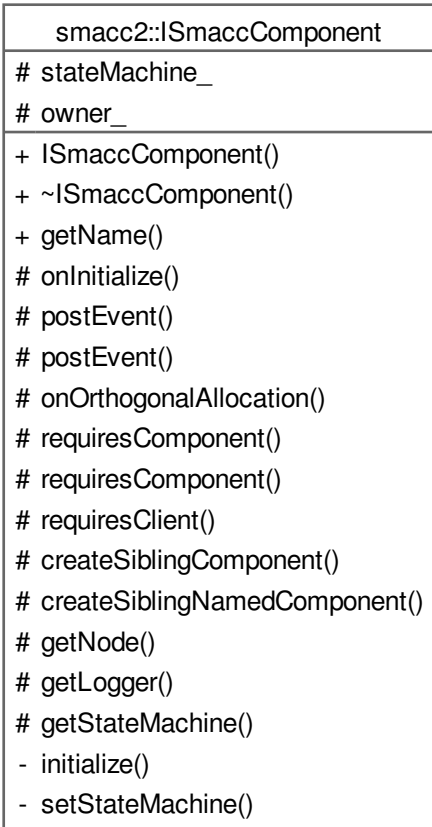 smacc2::ISmaccComponent
# stateMachine_
# owner_
+ ISmaccComponent()
+ ~ISmaccComponent()
+ getName()
# onInitialize()
# postEvent()
# postEvent()
# onOrthogonalAllocation()
# requiresComponent()
# requiresComponent()
# requiresClient()
# createSiblingComponent()
# createSiblingNamedComponent()
# getNode()
# getLogger()
# getStateMachine()
- initialize()
- setStateMachine()